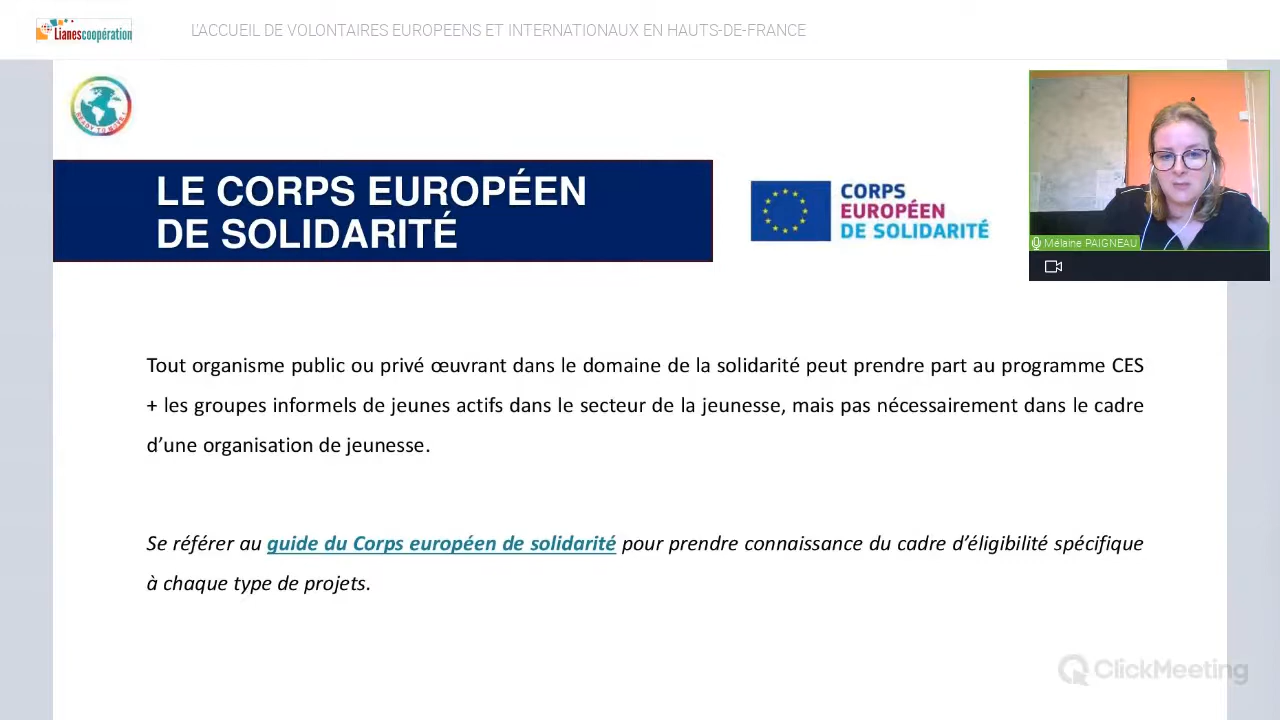 Lianescoopération
L'ACCUEIL DE VOLONTAIRES EUROPEENS ET INTERNATIONAUX EN HAUTS-DE-FRANCE
LE CORPS EUROPÉEN
DE SOLIDARITÉ
CORPS
EUROPÉEN
DE SOLIDARITÉ
Mélaine PAIGNEAU
Tout organisme public ou privé œuvrant dans le domaine de la solidarité peut prendre part au programme CES
+ les groupes informels de jeunes actifs dans le secteur de la jeunesse, mais pas nécessairement dans le cadre
d’une organisation de jeunesse.
Se référer au guide du Corps européen de solidarité pour prendre connaissance du cadre d’éligibilité spécifique
à chaque type de projets.
ClickMeeting